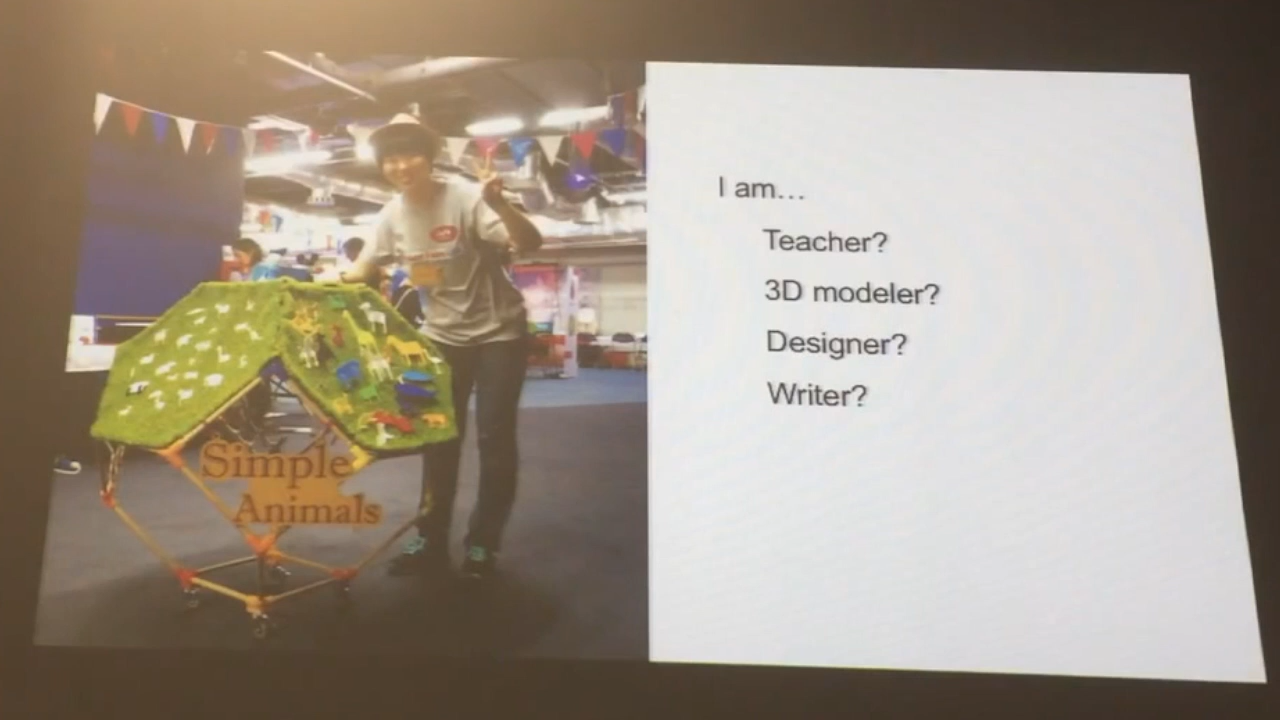 Simple
Animals
I am...
Teacher?
3D modeler?
Designer?
Writer?